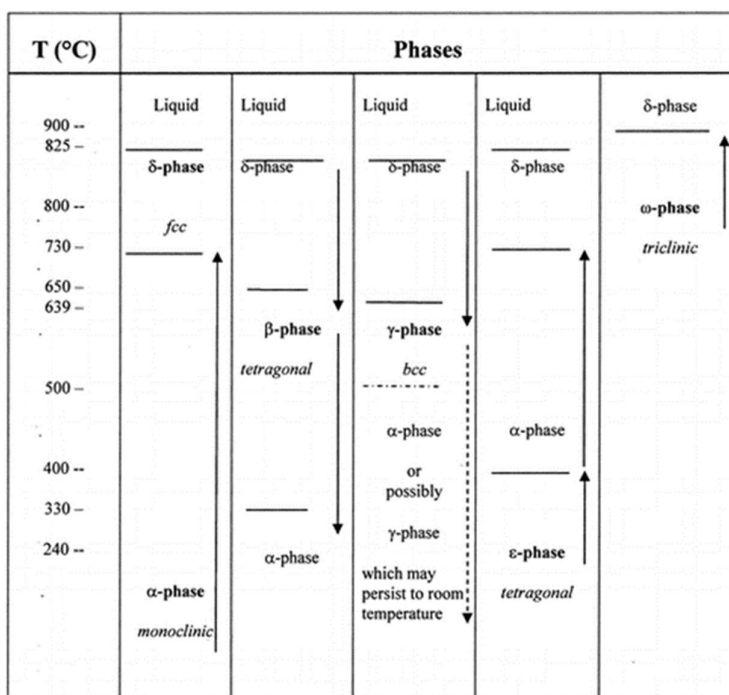 T (°C)
Phases
900 --
825 –
800 --
730 –
650 –
639 –
500 --
400 --
330 –
240 –
Liquid
δ-phase
fcc
α-phase
monoclinic
Liquid
δ-phase
β-phase
tetragonal
α-phase
Liquid
δ-phase
γ-phase
bcc
α-phase
or
possibly
γ-phase
which may
persist to room
temperature
Liquid
δ-phase
α-phase
ε-phase
tetragonal
δ-phase
ω-phase
triclinic